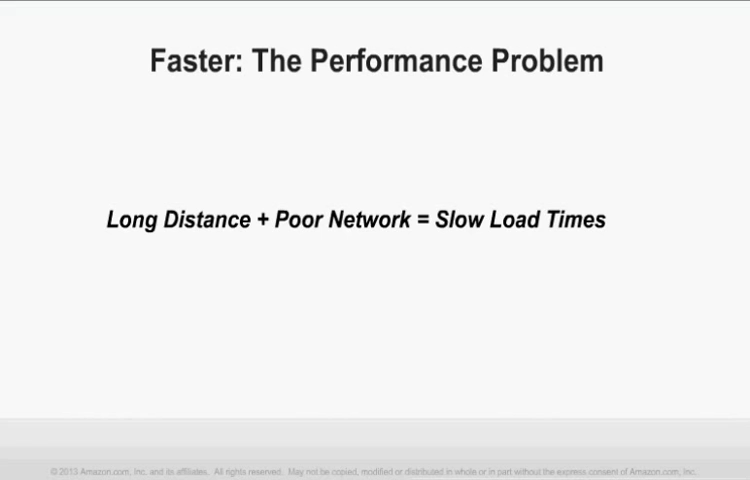 Faster: The Performance Problem
Long Distance + Poor Network = Slow Load Times
© 2013 Amazon.com, Inc. and its affiliates. All rights reserved. May not be copied, modified or distributed in whole or in part without the express consent of Amazon.com, Inc.